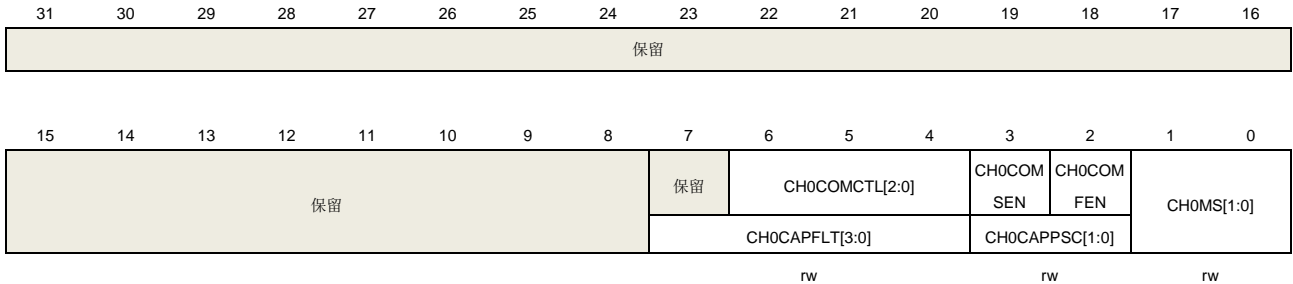 31 30 29 28 27 26 25 24 23 22 21 20 19 18 17 16
保留
15 14 13 12 11 10 9 8 7 6 5 4 3 2 1 0
保留
保留
CH0COMCTL[2:0]
CH0COM
SEN
CH0COM
FEN
CH0MS[1:0]
CH0CAPFLT[3:0]
CH0CAPPSC[1:0]
rw rw rw